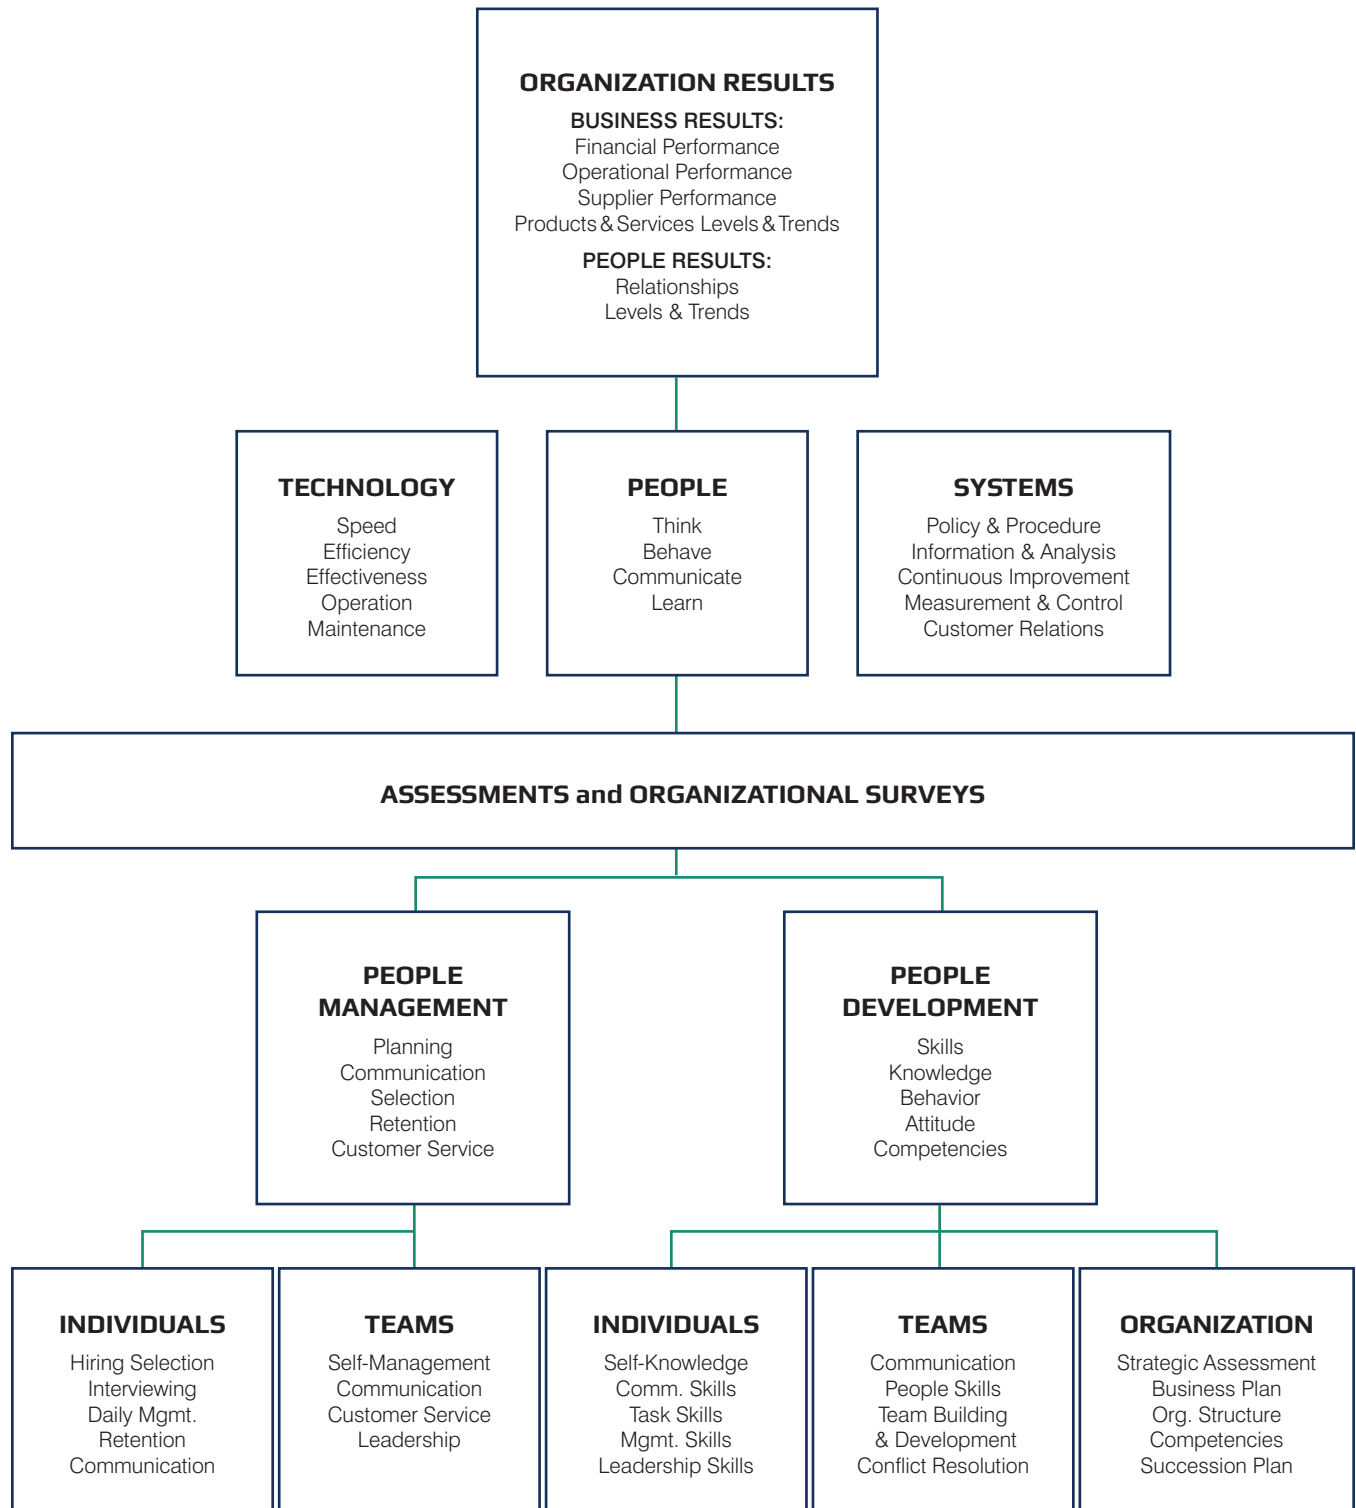 ORGANIZATION RESULTS
BUSINESS RESULTS:
Financial Performance
Operational Performance
Supplier Performance
Products & Services Levels & Trends
PEOPLE RESULTS:
Relationships
Levels & Trends
TECHNOLOGY
Speed
Efficiency
Effectiveness
Operation
Maintenance
PEOPLE
Think
Behave
Communicate
Learn
SYSTEMS
Policy & Procedure
Information & Analysis
Continuous Improvement
Measurement & Control
Customer Relations
ASSESSMENTS and ORGANIZATIONAL SURVEYS
PEOPLE
MANAGEMENT
Planning
Communication
Selection
Retention
Customer Service
PEOPLE
DEVELOPMENT
Skills
Knowledge
Behavior
Attitude
Competencies
INDIVIDUALS
Hiring Selection
Interviewing
Daily Mgmt.
Retention
Communication
TEAMS
Self-Management
Communication
Customer Service
Leadership
INDIVIDUALS
Self-Knowledge
Comm. Skills
Task Skills
Mgmt. Skills
Leadership Skills
TEAMS
Communication
People Skills
Team Building
& Development
Conflict Resolution
ORGANIZATION
Strategic Assessment
Business Plan
Org. Structure
Competencies
Succession Plan